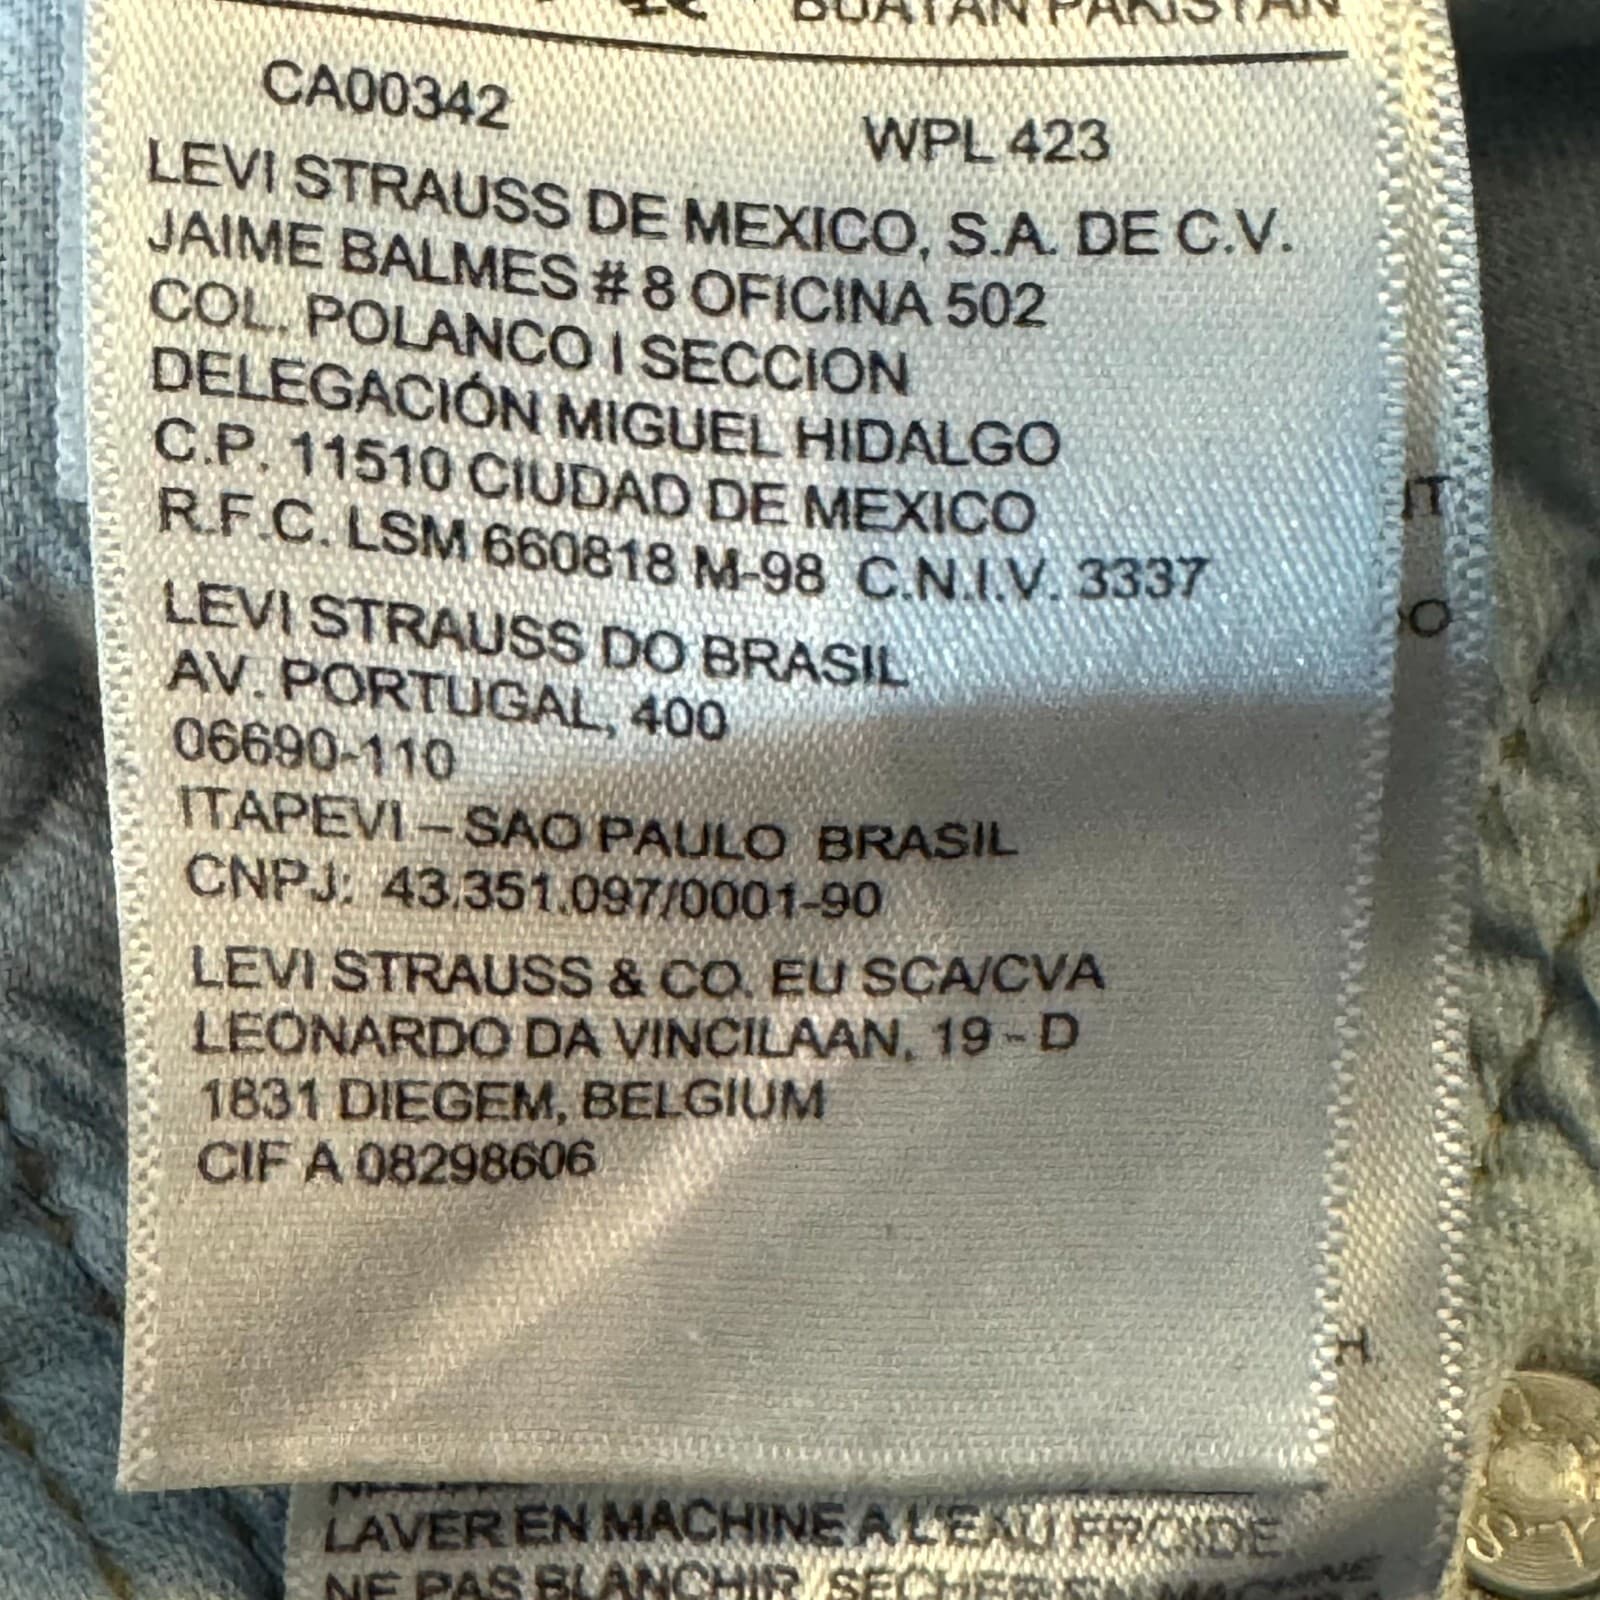 BUATAN PAKISTAN
CA00342 WPL 423
LEVI STRAUSS DE MEXICO, S.A. DE C.V.
JAIME BALMES # 8 OFICINA 502
COL. POLANCO I SECCION
DELEGACIÓN MIGUEL HIDALGO
C.P. 11510 CIUDAD DE MEXICO
R.F.C. LSM 660818 M-98 C.N.I.V. 3337
LEVI STRAUSS DO BRASIL
AV. PORTUGAL, 400
06690-110
ITAPEVI – SAO PAULO BRASIL
CNPJ: 43.351.097/0001-90
LEVI STRAUSS & CO. EU SCA/CVA
LEONARDO DA VINCILAAN, 19 - D
1831 DIEGEM, BELGIUM
CIF A 08298606
H
LAVER EN MACHINE A L'EAU FROIDE
NE PAS BLANCHIR SECHER EN MACHINE